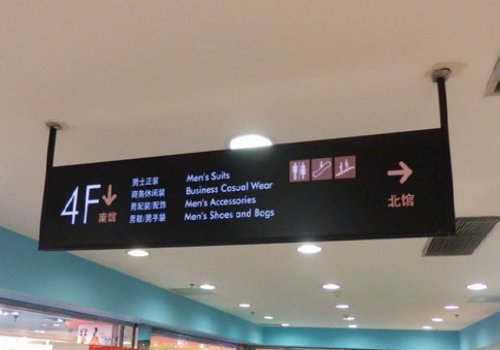 4F
南馆
男士正装
商务休闲装
男配装/配饰
男鞋/男手袋
Men's Suits
Business Casual Wear
Men's Accessories
Men's Shoes and Bags
北馆